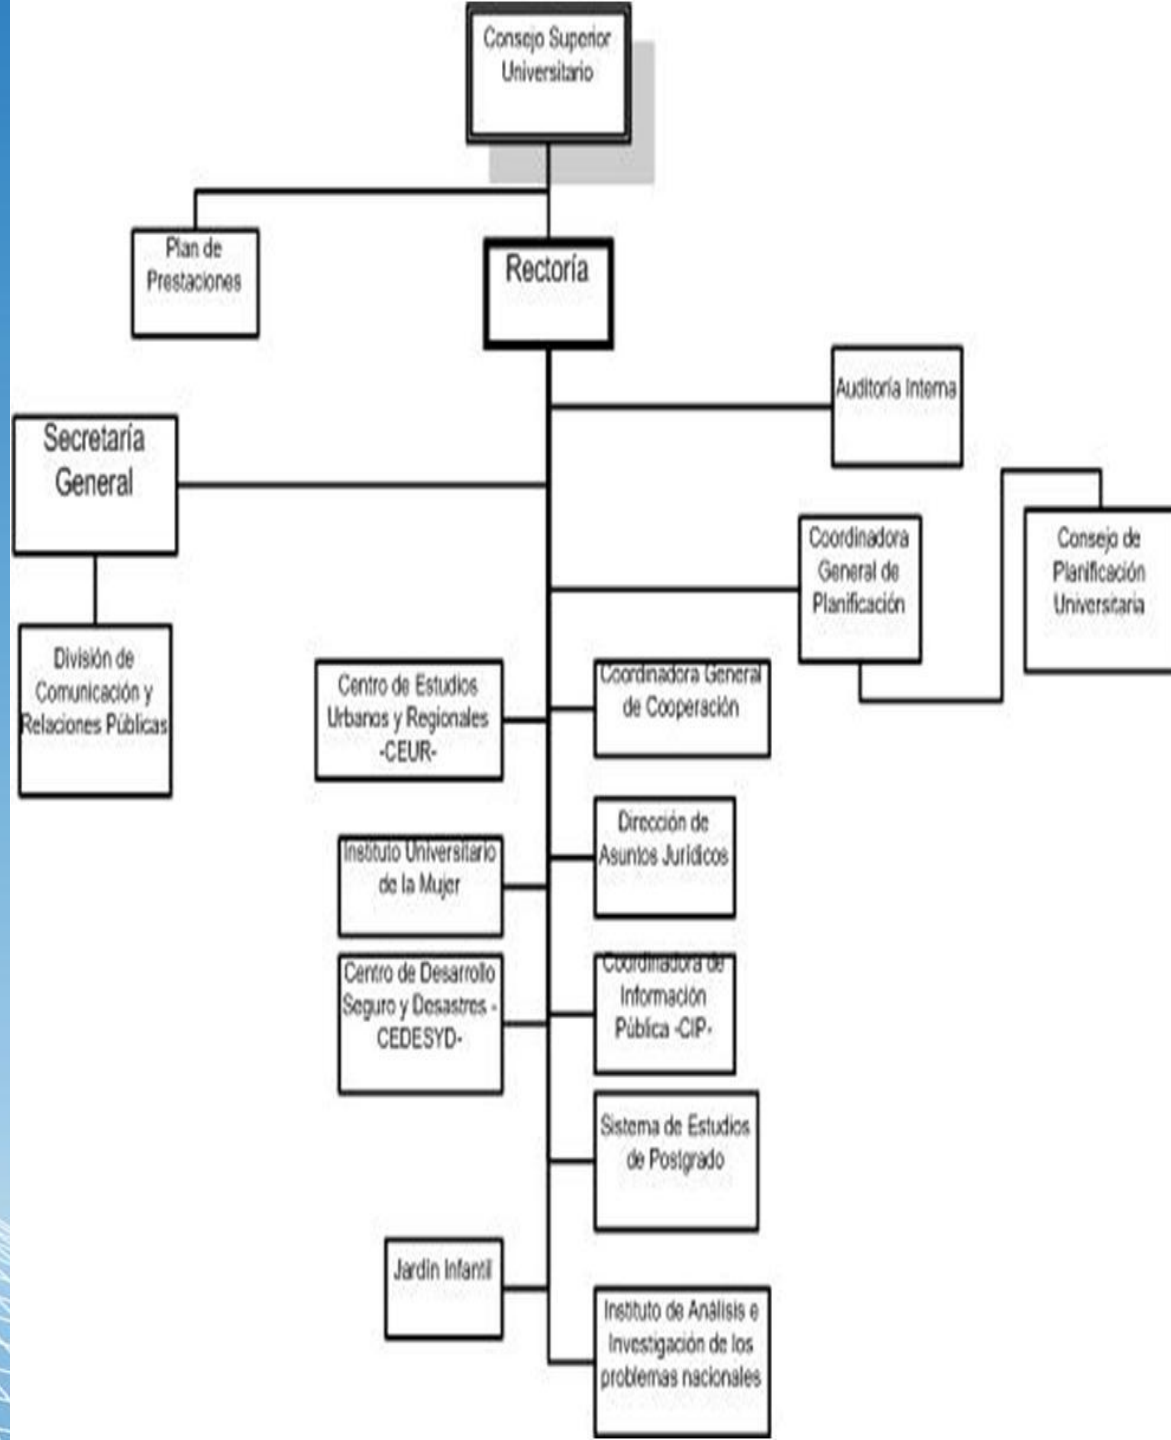 Consejo Superior
Universitario
Plan de
Prestaciones
Rectoría
Auditoría Interna
Secretaría
General
Coordinadora
General de
Planificación
Consejo de
Planificación
Universitaria
División de
Comunicación y
Relaciones Públicas
Centro de Estudios
Urbanos y Regionales
-CEUR-
Coordinadora General
de Cooperación
Dirección de
Asuntos Jurídicos
Instituto Universitario
de la Mujer
Centro de Desarrollo
Seguro y Desastres -
CEDESYD-
Coordinadora de
Información
Pública -CIP-
Sistema de Estudios
de Postgrado
Jardín Infantil
Instituto de Análisis e
Investigación de los
problemas nacionales